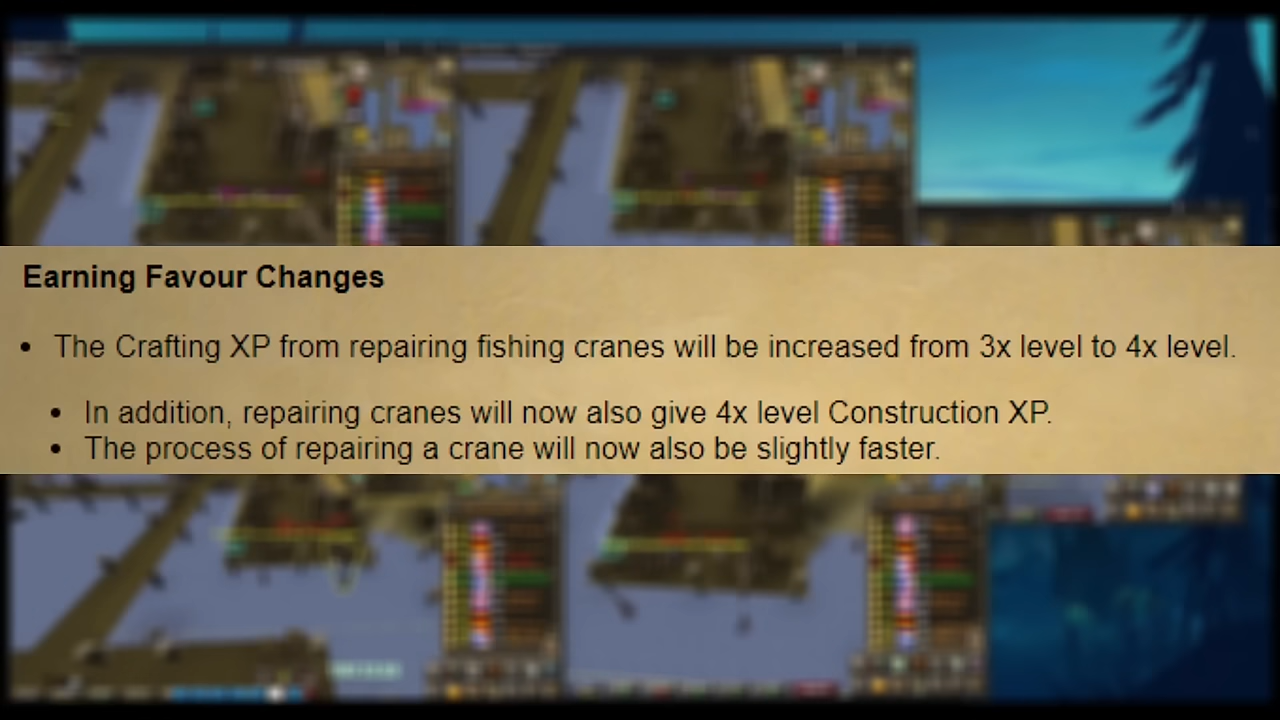 Earning Favour Changes
• The Crafting XP from repairing fishing cranes will be increased from 3x level to 4x level.
• In addition, repairing cranes will now also give 4x level Construction XP.
• The process of repairing a crane will now also be slightly faster.